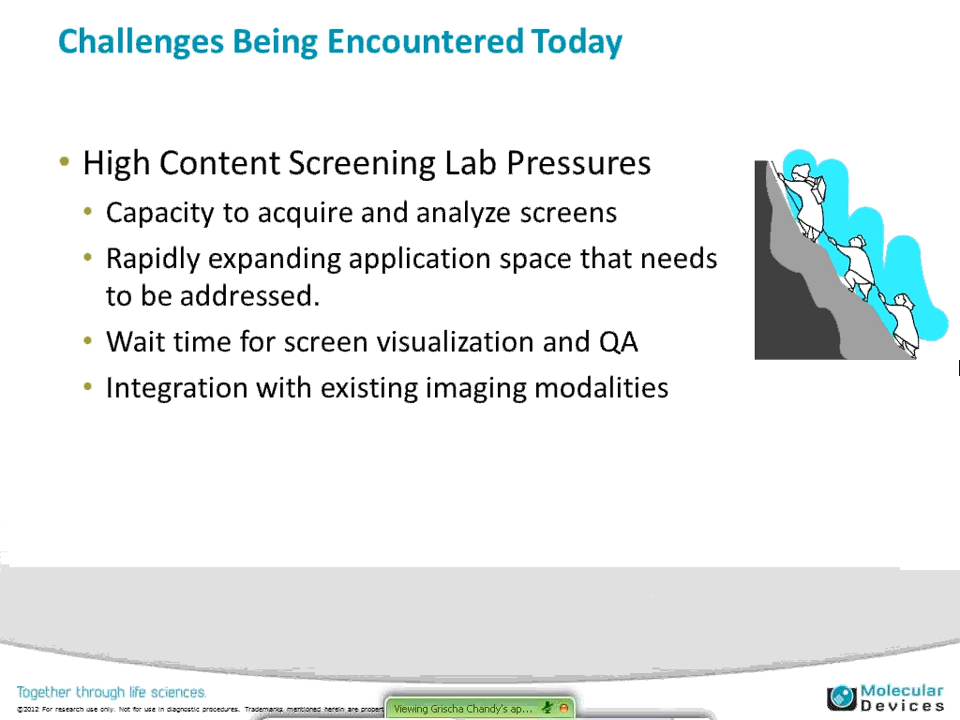 Challenges Being Encountered Today
• High Content Screening Lab Pressures
• Capacity to acquire and analyze screens
• Rapidly expanding application space that needs
to be addressed.
• Wait time for screen visualization and QA
• Integration with existing imaging modalities
Together through life sciences.
©2012 For research use only. Not for use in diagnostic procedures. Trademarks mentioned herein are
Viewing Grischa Chandy's ap...
Molecular
Devices